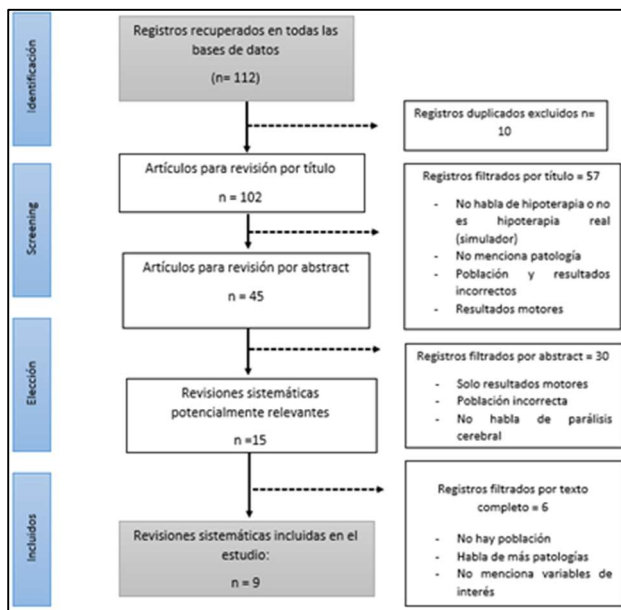 Identificación
Registros recuperados en todas las
bases de datos
(n= 112)
Registros duplicados excluidos n=
10
Screening
Artículos para revisión por título
n = 102
Registros filtrados por título = 57
- No habla de hipoterapia o no
es hipoterapia real
(simulador)
- No menciona patología
- Población y resultados
incorrectos
- Resultados motores
Artículos para revisión por abstract
n = 45
Elección
Registros filtrados por abstract = 30
- Solo resultados motores
- Población incorrecta
- No habla de parálisis
cerebral
Revisiones sistemáticas
potencialmente relevantes
n =15
Incluidos
Registros filtrados por texto
completo = 6
- No hay población
- Habla de más patologías
- No menciona variables de
interés
Revisiones sistemáticas incluidas en el
estudio:
n = 9